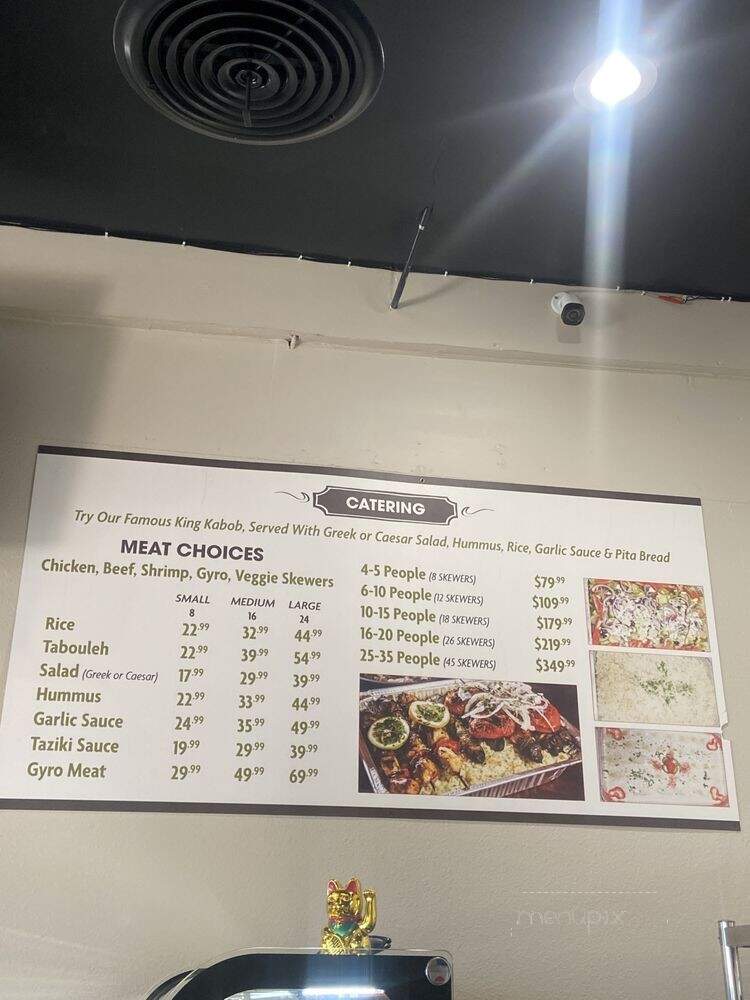 CATERING
Try Our Famous King Kabob, Served With Greek or Caesar Salad, Hummus, Rice, Garlic Sauce & Pita Bread
MEAT CHOICES
Chicken, Beef, Shrimp, Gyro, Veggie Skewers
SMALL MEDIUM LARGE
8 16 24
Rice 22.99 32.99 44.99
Tabouleh 22.99 39.99 54.99
Salad (Greek or Caesar) 17.99 29.99 39.99
Hummus 22.99 33.99 44.99
Garlic Sauce 24.99 35.99 49.99
Taziki Sauce 19.99 29.99 39.99
Gyro Meat 29.99 49.99 69.99
4-5 People (8 SKEWERS) $79.99
6-10 People (12 SKEWERS) $109.99
10-15 People (18 SKEWERS) $179.99
16-20 People (26 SKEWERS) $219.99
25-35 People (45 SKEWERS) $349.99
menupix